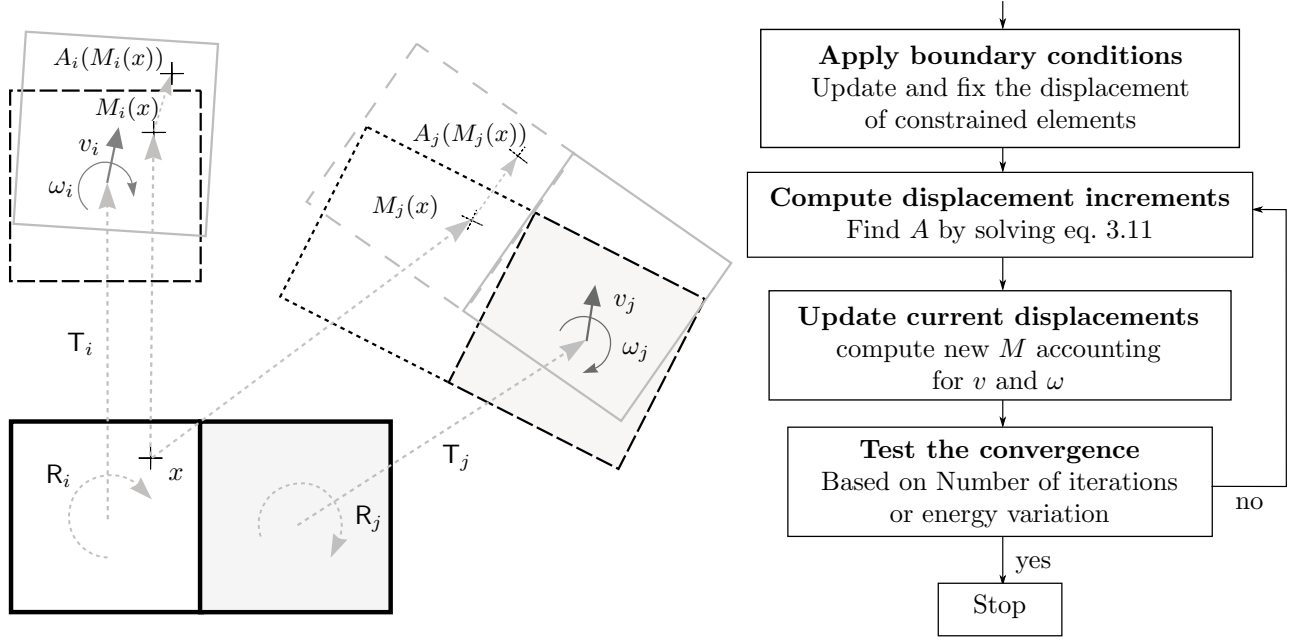 A_i(M_i(x))
M_i(x)
v_i
ω_i
T_i
R_i
x
A_j(M_j(x))
M_j(x)
v_j
ω_j
T_j
R_j
Apply boundary conditions
Update and fix the displacement
of constrained elements
Compute displacement increments
Find A by solving eq. 3.11
Update current displacements
compute new M accounting
for v and ω
Test the convergence
Based on Number of iterations
or energy variation
no
yes
Stop